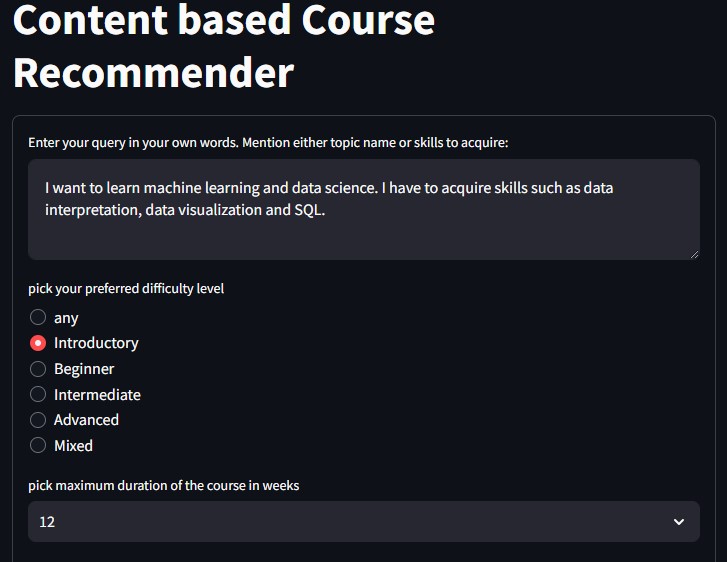 Content based Course
Recommender
Enter your query in your own words. Mention either topic name or skills to acquire:
I want to learn machine learning and data science. I have to acquire skills such as data
interpretation, data visualization and SQL.
pick your preferred difficulty level
any
Introductory
Beginner
Intermediate
Advanced
Mixed
pick maximum duration of the course in weeks
12